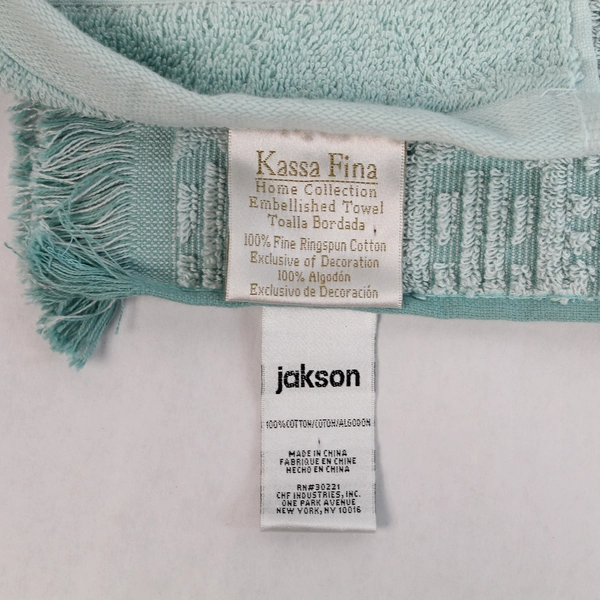 Kassa Fina
Home Collection
Embellished Towel
Toalla Bordada
100% Fine Ringspun Cotton
Exclusive of Decoration
100% Algodón
Exclusivo de Decoración
jakson
100%COTTON/COTON/ALGODÓN
MADE IN CHINA
FABRIQUE EN CHINE
HECHO EN CHINA
RN#30221
CHF INDUSTRIES, INC.
ONE PARK AVENUE
NEW YORK, NY 10016